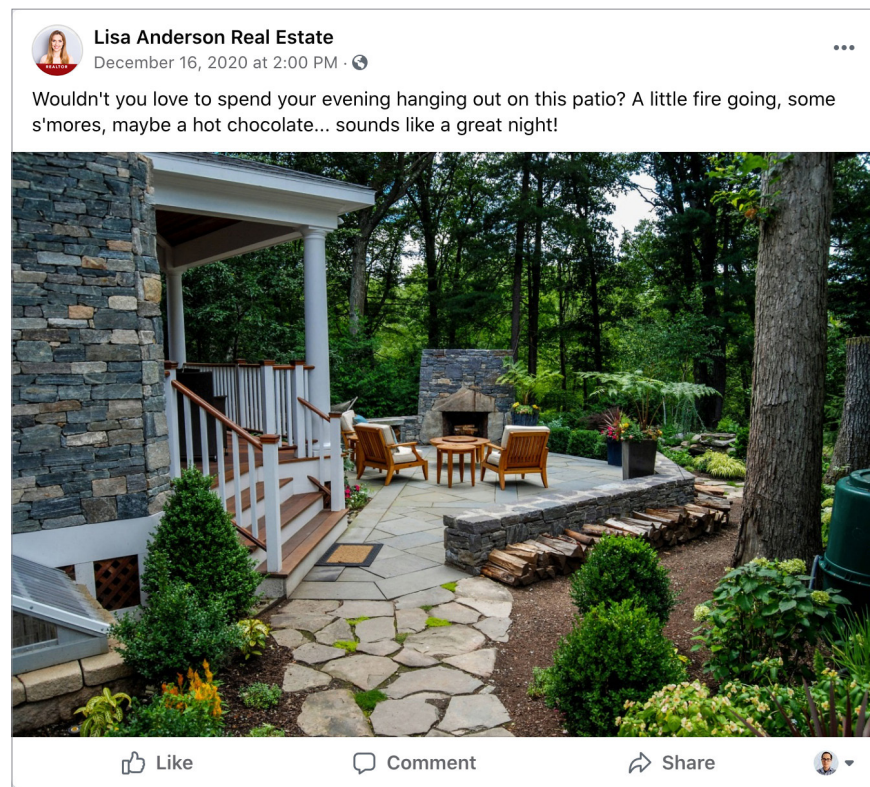 Lisa Anderson Real Estate
REALTOR
December 16, 2020 at 2:00 PM ·
Wouldn't you love to spend your evening hanging out on this patio? A little fire going, some
s'mores, maybe a hot chocolate... sounds like a great night!
Like Comment Share